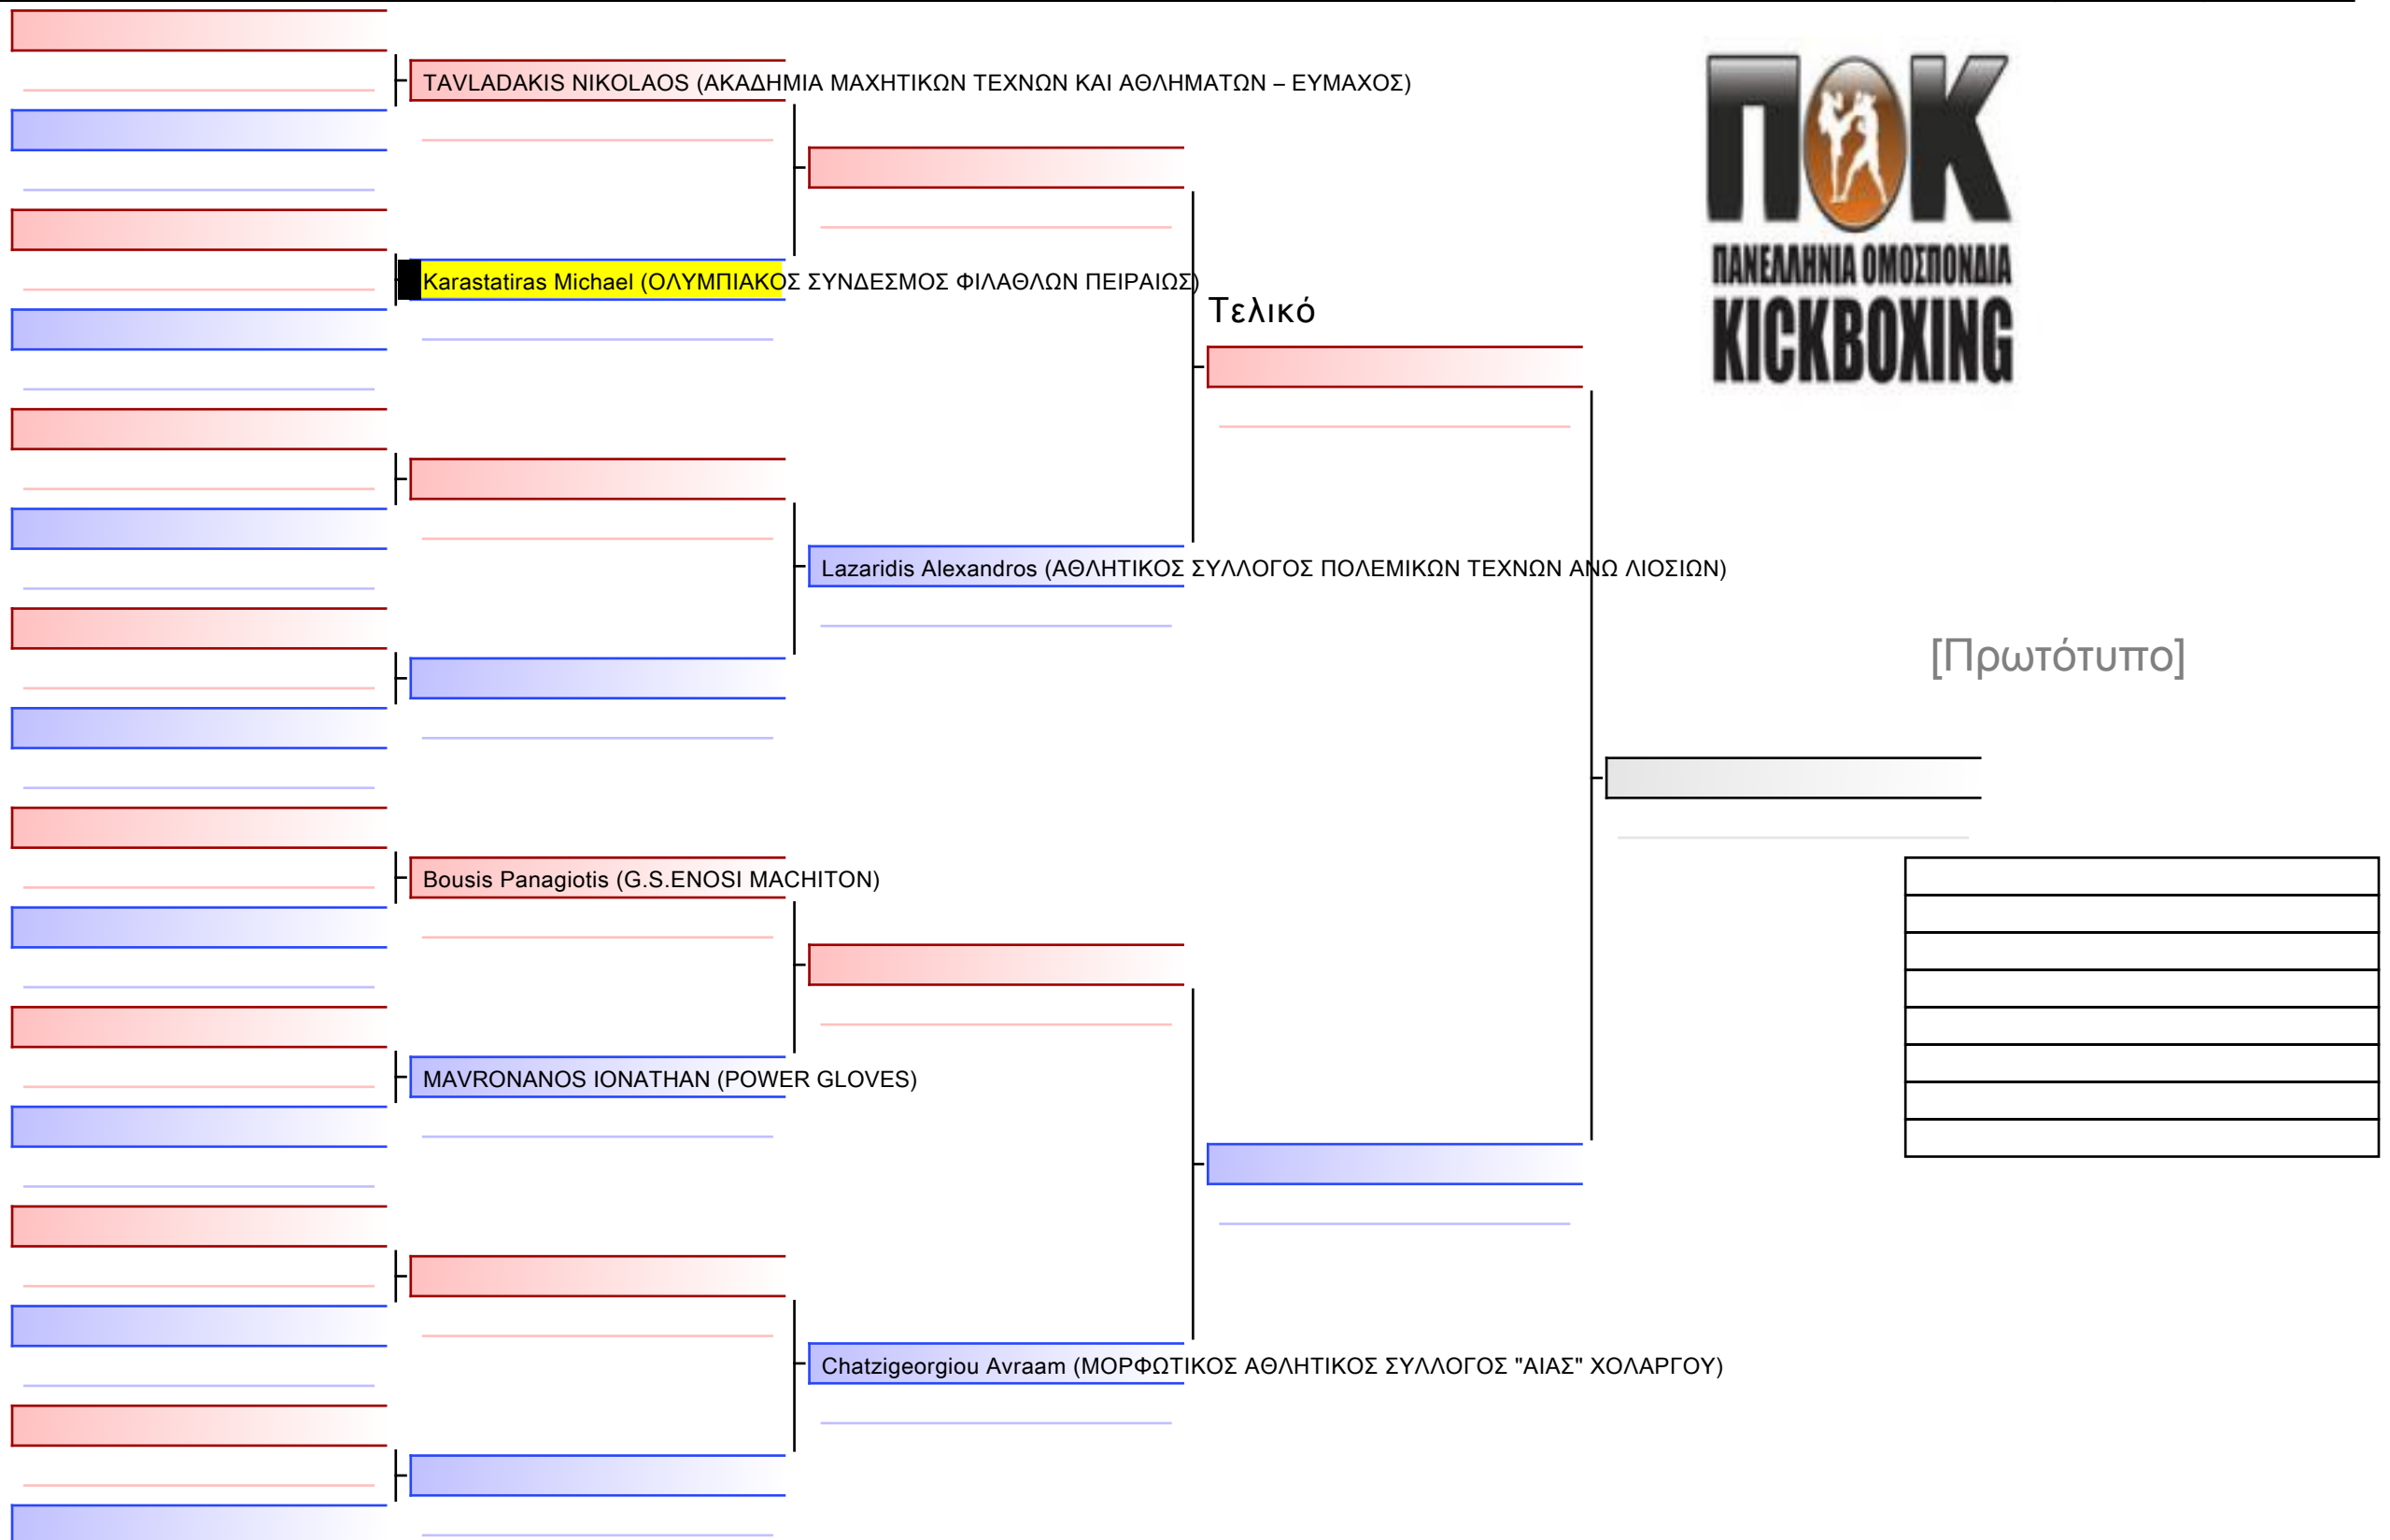 TAVLADAKIS NIKOLAOS (ΑΚΑΔΗΜΙΑ ΜΑΧΗΤΙΚΩΝ ΤΕΧΝΩΝ ΚΑΙ ΑΘΛΗΜΑΤΩΝ – ΕΥΜΑΧΟΣ)
ΠΟΚ
ΠΑΝΕΛΛΗΝΙΑ ΟΜΟΣΠΟΝΔΙΑ
KICKBOXING
Karastatiras Michael (ΟΛΥΜΠΙΑΚΟΣ ΣΥΝΔΕΣΜΟΣ ΦΙΛΑΘΛΩΝ ΠΕΙΡΑΙΩΣ)
Τελικό
Lazaridis Alexandros (ΑΘΛΗΤΙΚΟΣ ΣΥΛΛΟΓΟΣ ΠΟΛΕΜΙΚΩΝ ΤΕΧΝΩΝ ΑΝΩ ΛΙΟΣΙΩΝ)
[Πρωτότυπο]
Bousis Panagiotis (G.S.ENOSI MACHITON)
MAVRONANOS IONATHAN (POWER GLOVES)
Chatzigeorgiou Avraam (ΜΟΡΦΩΤΙΚΟΣ ΑΘΛΗΤΙΚΟΣ ΣΥΛΛΟΓΟΣ "ΑΙΑΣ" ΧΟΛΑΡΓΟΥ)